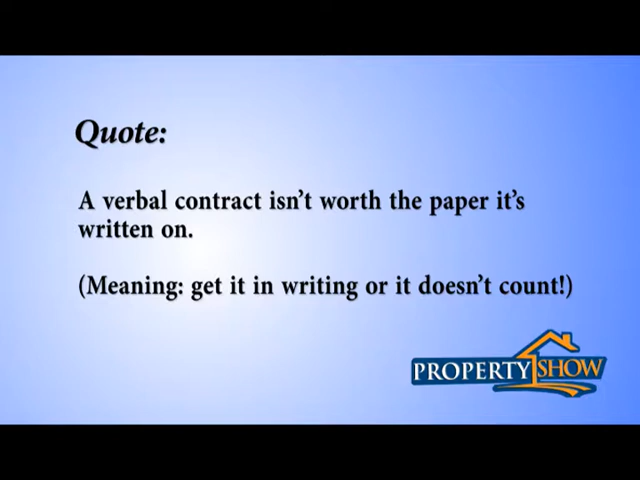 Quote:
A verbal contract isn't worth the paper it's
written on.
(Meaning: get it in writing or it doesn't count!)
PROPERTY SHOW